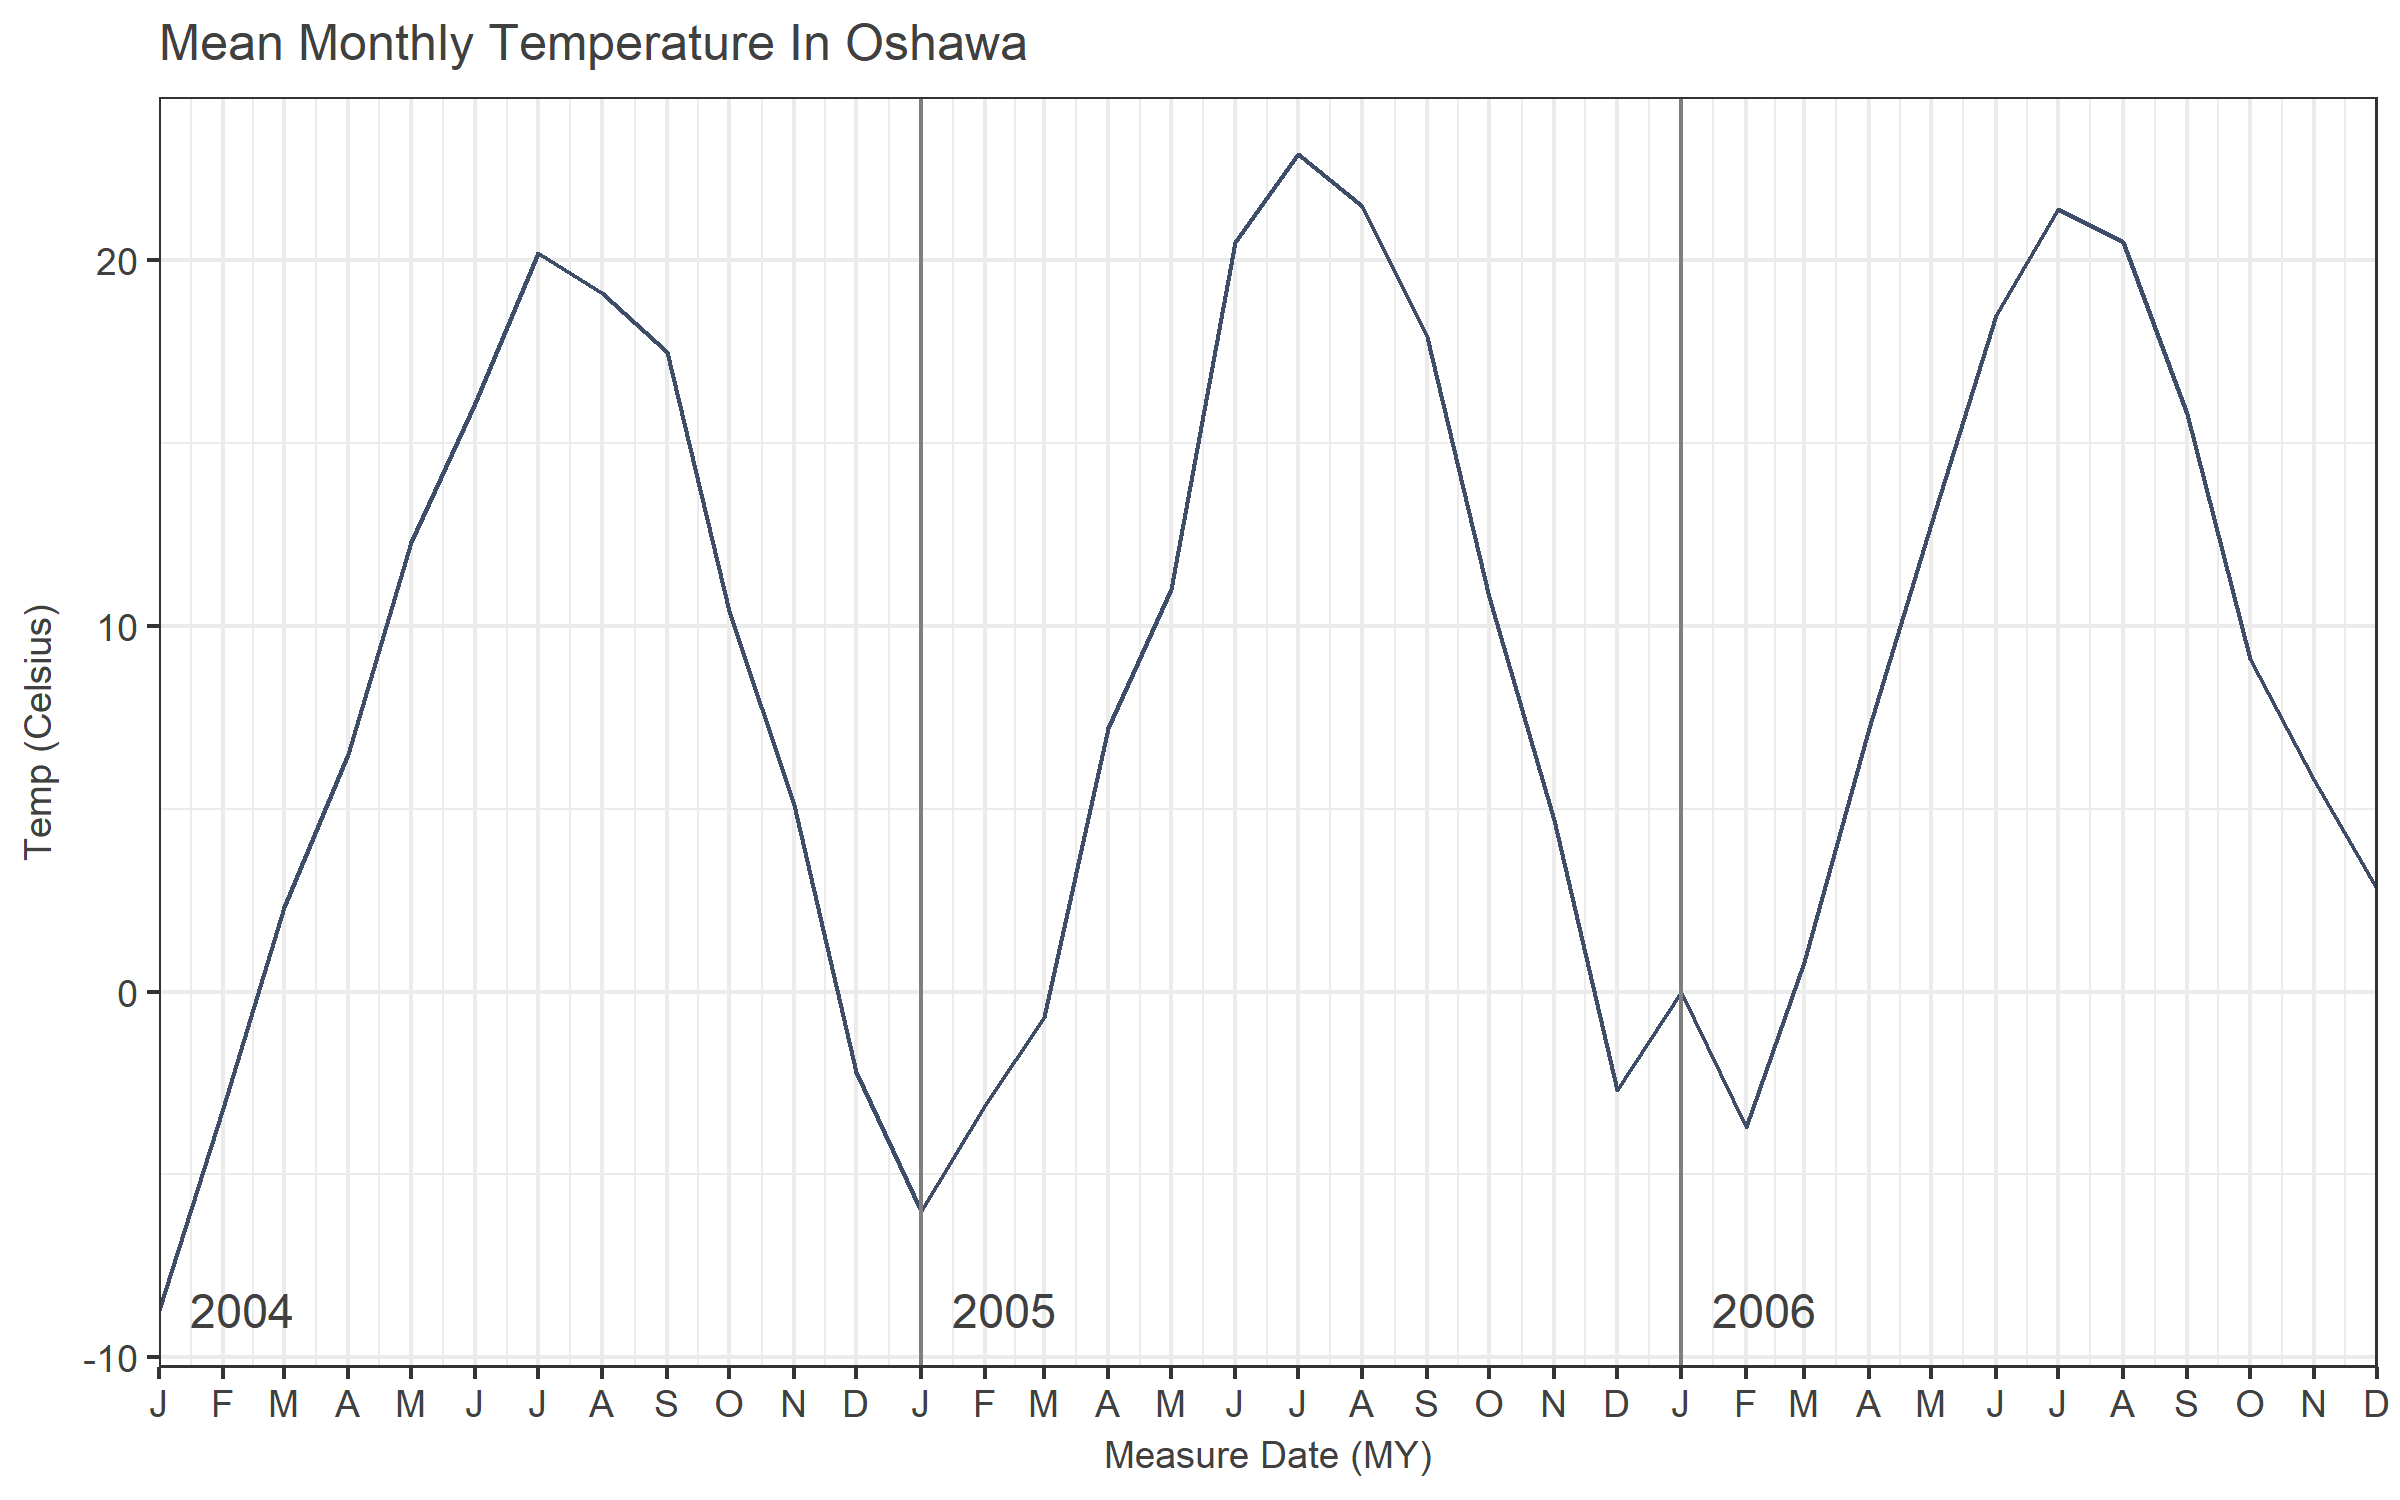 Mean Monthly Temperature In Oshawa
Temp (Celsius)
20
10
0
-10
2004 2005 2006
J F M A M J J A S O N D J F M A M J J A S O N D J F M A M J J A S O N D
Measure Date (MY)